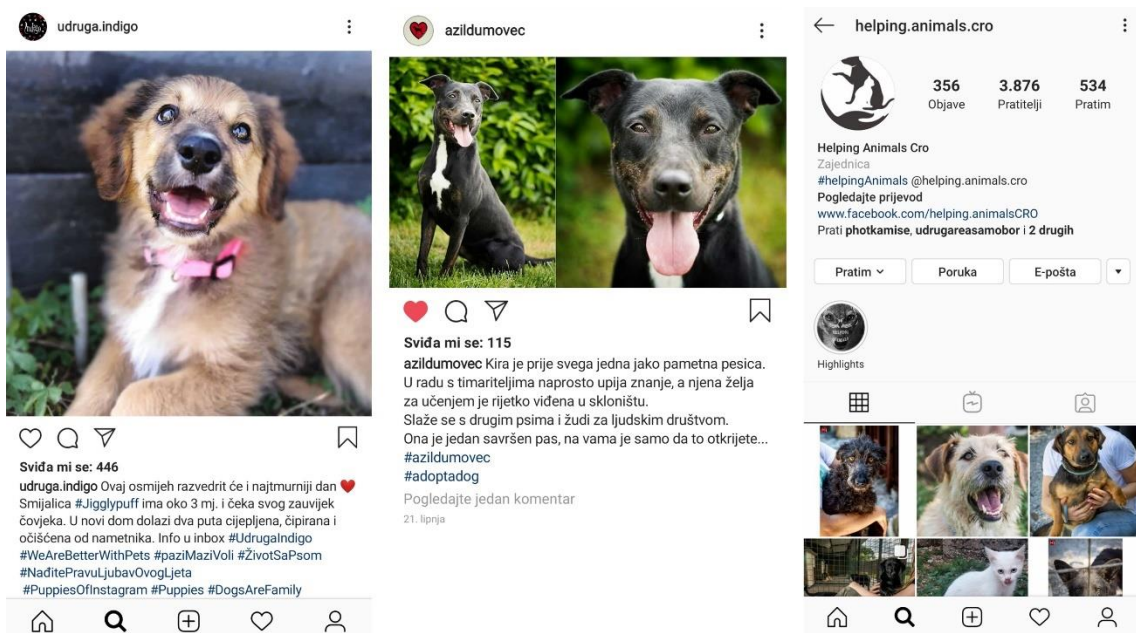 udruga.indigo
Sviđa mi se: 446
udruga.indigo Ovaj osmijeh razvedrit će i najtmurniji dan ❤️
Smijalica #Jigglypuff ima oko 3 mj. i čeka svog zauvijek
čovjeka. U novi dom dolazi dva puta cijepljena, čipirana i
očišćena od nametnika. Info u inbox #UdrugaIndigo
#WeAreBetterWithPets #paziMaziVoli #ŽivotSaPsom
#NađitePravuLjubavOvogLjeta
#PuppiesOfInstagram #Puppies #DogsAreFamily
azildumovec
Sviđa mi se: 115
azildumovec Kira je prije svega jedna jako pametna pesica.
U radu s timariteljima naprosto upija znanje, a njena želja
za učenjem je rijetko viđena u skloništu.
Slaže se s drugim psima i žudi za ljudskim društvom.
Ona je jedan savršen pas, na vama je samo da to otkrijete...
#azildumovec
#adoptadog
Pogledajte jedan komentar
21. lipnja
helping.animals.cro
356 3.876 534
Objave Pratitelji Pratim
Helping Animals Cro
Zajednica
#helpingAnimals @helping.animals.cro
Pogledajte prijevod
www.facebook.com/helping.animalsCRO
Prati photkamise, udrugareasamobor i 2 drugih
Pratim Poruka E-pošta
Highlights